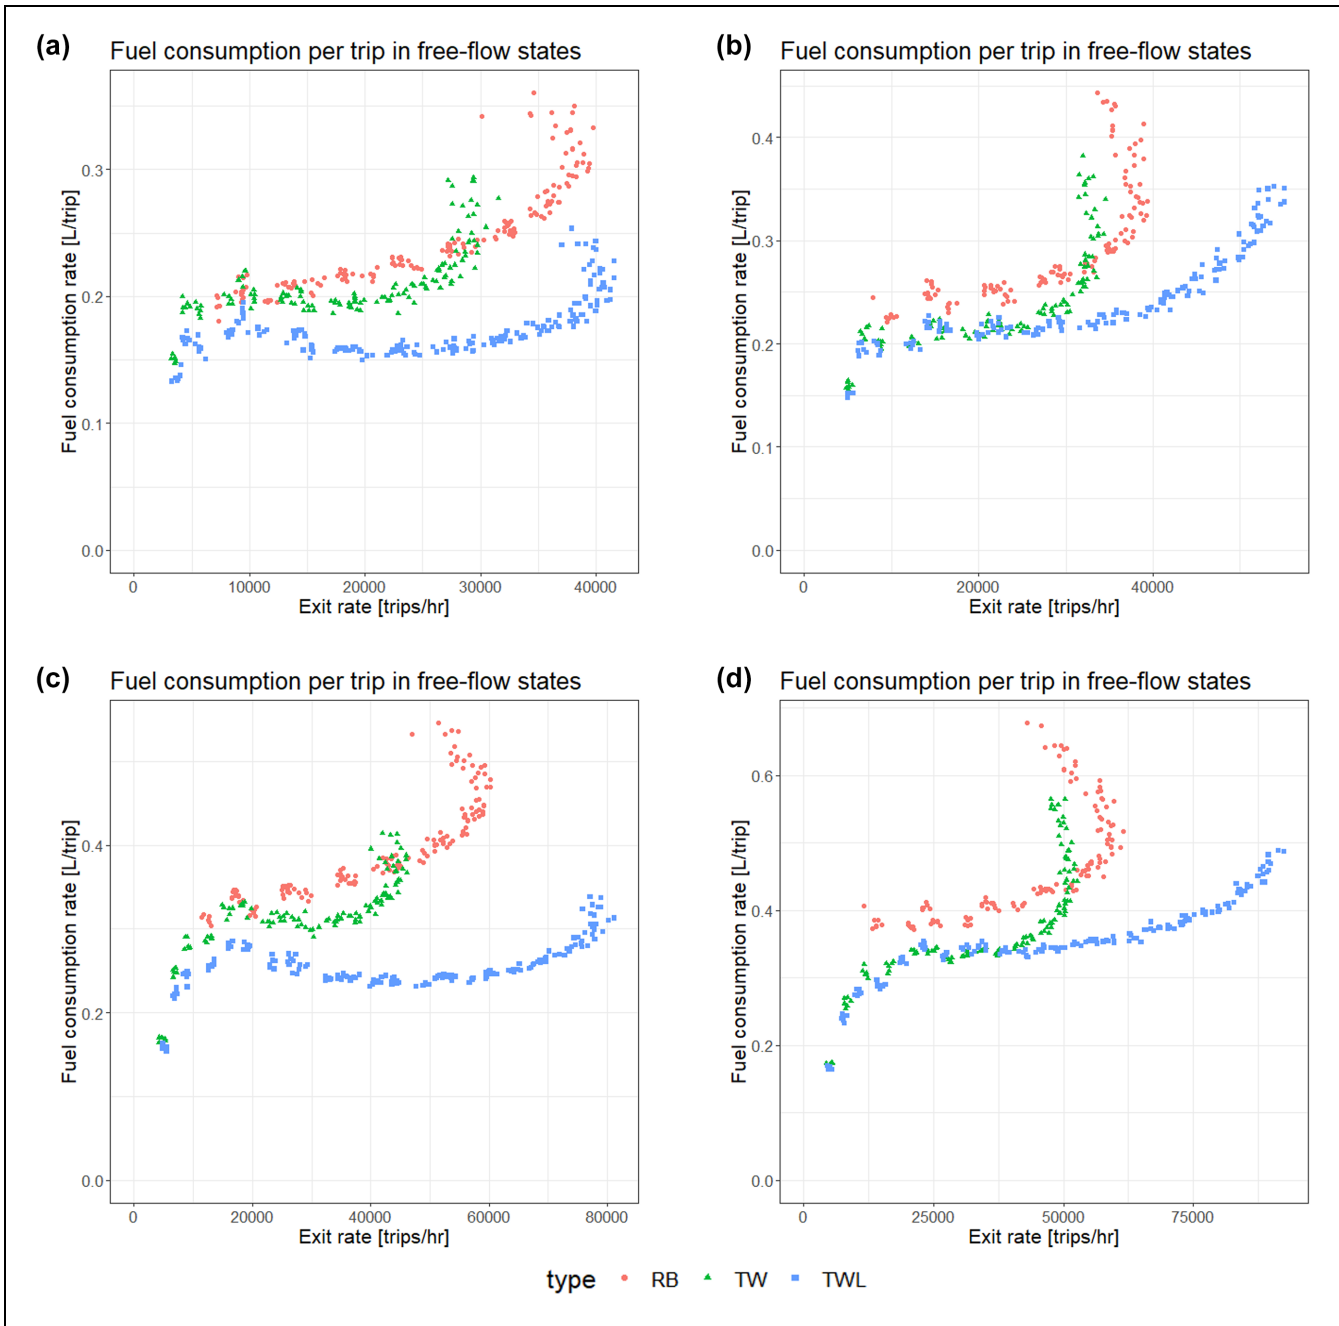 (a)
Fuel consumption per trip in free-flow states
Fuel consumption rate [L/trip]
0.3
0.2
0.1
0.0
0 10000 20000 30000 40000
Exit rate [trips/hr]
(b)
Fuel consumption per trip in free-flow states
Fuel consumption rate [L/trip]
0.4
0.3
0.2
0.1
0.0
0 20000 40000
Exit rate [trips/hr]
(c)
Fuel consumption per trip in free-flow states
Fuel consumption rate [L/trip]
0.4
0.2
0.0
0 20000 40000 60000 80000
Exit rate [trips/hr]
(d)
Fuel consumption per trip in free-flow states
Fuel consumption rate [L/trip]
0.6
0.4
0.2
0.0
0 25000 50000 75000
Exit rate [trips/hr]
type RB TW TWL